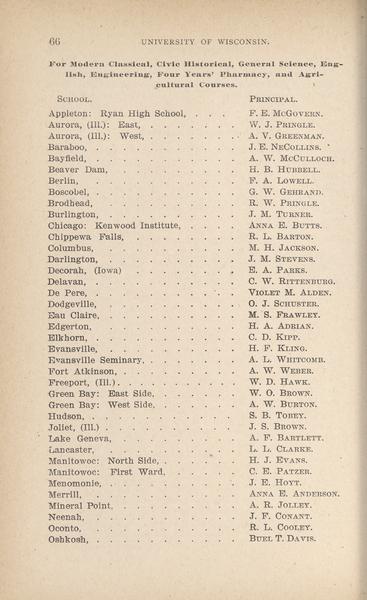 66 UNIVERSITY OF WISCONSIN.
For Modern Classical, Civic Historical, General Science, Eng-
lish, Engineering, Four Years' Pharmacy, and Agri-
cultural Courses.
SCHOOL. PRINCIPAL.
Appleton: Ryan High School, . . . F. E. MCGOVERN.
Aurora, (Ill.): East, . . . . . . . W. J. PRINGLE.
Aurora, (Ill.): West, . . . . . . . A. V. GREENMAN.
Baraboo, . . . . . . . . . . . J. E. NECOLLINS.
Bayfield, . . . . . . . . . . . A. W. MCCULLOCH.
Beaver Dam, . . . . . . . . . . H. B. HUBBELL.
Berlin, . . . . . . . . . . . F. A. LOWELL.
Boscobel, . . . . . . . . . . . G. W. GEHRAND.
Brodhead, . . . . . . . . . . . R. W. PRINGLE.
Burlington, . . . . . . . . . . J. M. TURNER.
Chicago: Kenwood Institute, . . . . ANNA E. BUTTS.
Chippewa Falls, . . . . . . . . . R. L. BARTON.
Columbus, . . . . . . . . . . . M. H. JACKSON.
Darlington, . . . . . . . . . . J. M. STEVENS.
Decorah, (Iowa) . . . . . . . . . E. A. PARKS.
Delavan, . . . . . . . . . . . C. W. RITTENBURG.
De Pere, . . . . . . . . . . . VIOLET M. ALDEN.
Dodgeville, . . . . . . . . . . O. J. SCHUSTER.
Eau Claire, . . . . . . . . . . M. S. FRAWLEY.
Edgerton, . . . . . . . . . . . H. A. ADRIAN.
Elkhorn, . . . . . . . . . . . C. D. KIPP.
Evansville, . . . . . . . . . . H. F. KLING.
Evansville Seminary, . . . . . . . A. L. WHITCOMB.
Fort Atkinson, . . . . . . . . . A. W. WEBER.
Freeport, (Ill.) . . . . . . . . . W. D. HAWK.
Green Bay: East Side, . . . . . . W. O. BROWN.
Green Bay: West Side, . . . . . . A. W. BURTON.
Hudson, . . . . . . . . . . . S. B. TOBEY.
Joliet, (Ill.) . . . . . . . . . . J. S. BROWN.
Lake Geneva, . . . . . . . . . A. F. BARTLETT.
Lancaster, . . . . . . . . . . L. L. CLARKE.
Manitowoc: North Side, . . . . . . H. J. EVANS.
Manitowoc: First Ward, . . . . . . C. E. PATZER.
Menomonie, . . . . . . . . . . J. E. HOYT.
Merrill, . . . . . . . . . . . ANNA E. ANDERSON.
Mineral Point, . . . . . . . . . A. R. JOLLEY.
Neenah, . . . . . . . . . . . J. F. CONANT.
Oconto, . . . . . . . . . . . R. L. COOLEY.
Oshkosh, . . . . . . . . . . . BUEL T. DAVIS.